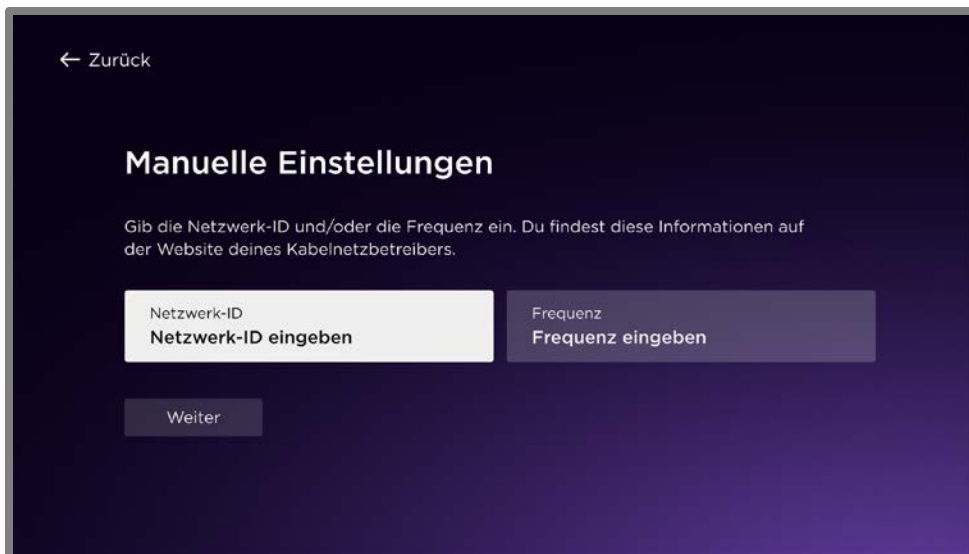 ← Zurück
Manuelle Einstellungen
Gib die Netzwerk-ID und/oder die Frequenz ein. Du findest diese Informationen auf
der Website deines Kabelnetzbetreibers.
Netzwerk-ID
Netzwerk-ID eingeben
Frequenz
Frequenz eingeben
Weiter